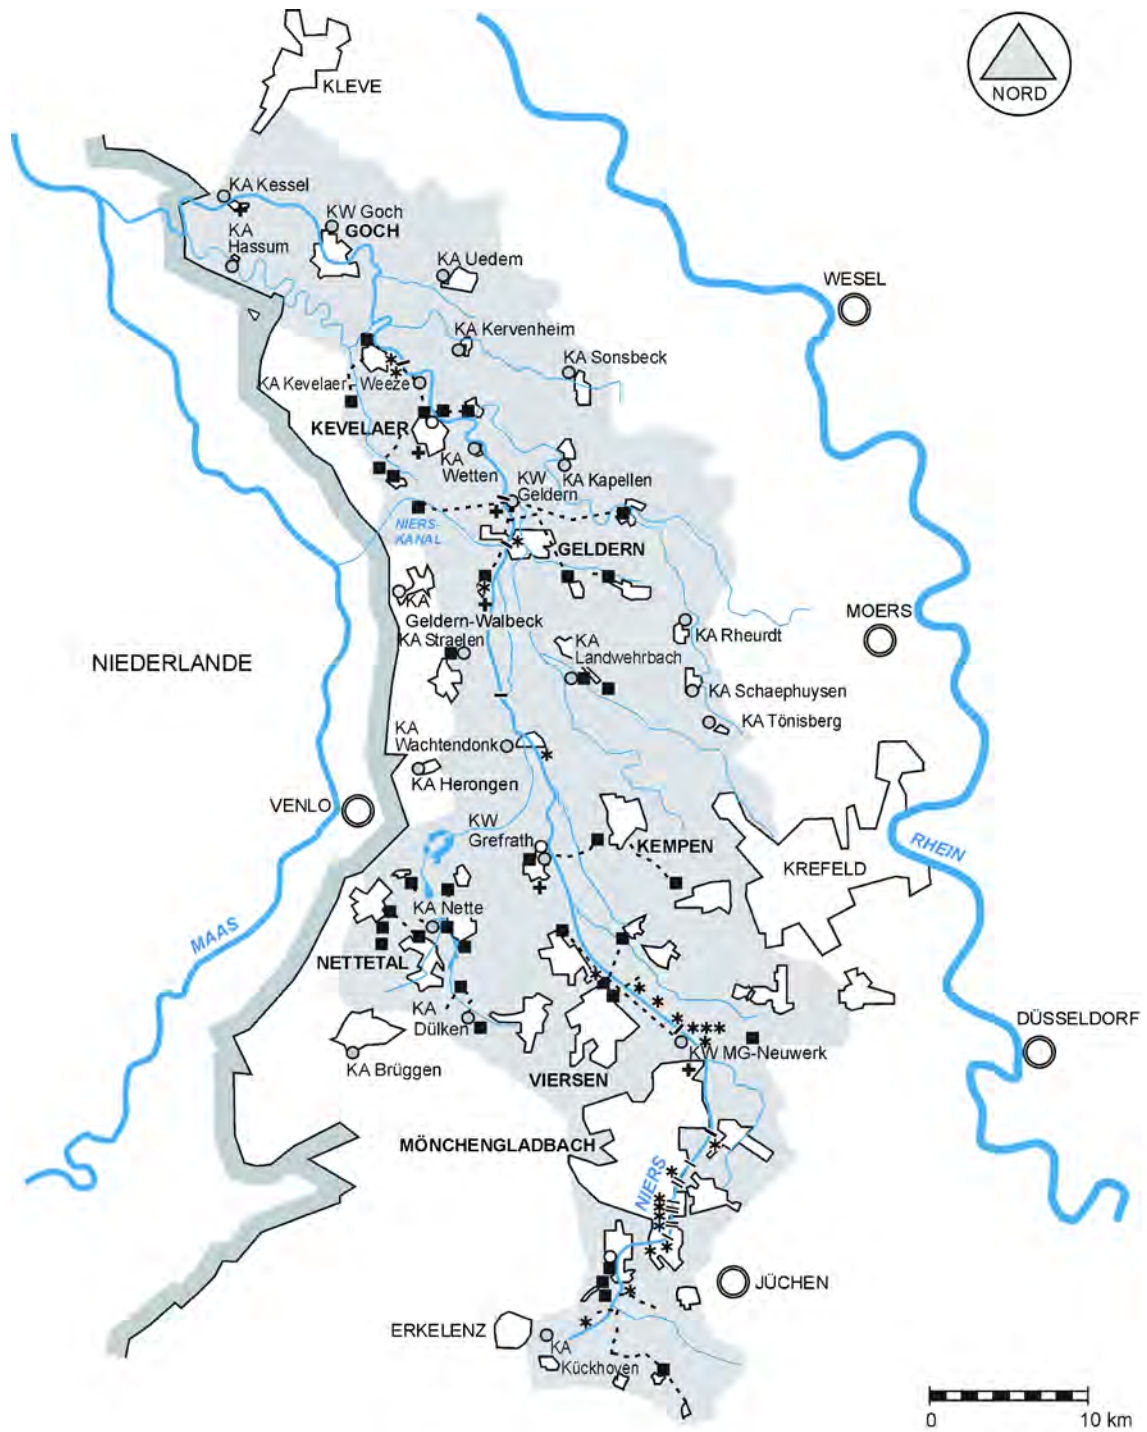 NORD
KLEVE
KA Kessel
KW Goch
GOCH
KA
Hassum
KA Uedem
WESEL
KA Kervenheim
KA Sonsbeck
KA Kevelaer - Weeze
KEVELAER
KA
Wetten
KA Kapellen
KW
Geldern
NIERS-
KANAL
GELDERN
KA
Geldern-Walbeck
MOERS
KA Straelen
KA
Landwehrbach
KA Rheurdt
NIEDERLANDE
KA Schaephuysen
KA Tönisberg
KA
Wachtendonk
KA Herongen
VENLO
KW
Grefrath
KEMPEN
KREFELD
RHEIN
KA Nette
MAAS
NETTETAL
KA
Dülken
DÜSSELDORF
KW MG-Neuwerk
KA Brüggen
VIERSEN
MÖNCHENGLADBACH
NIERS
JÜCHEN
ERKELENZ
KA
Kückhoven
0
10 km